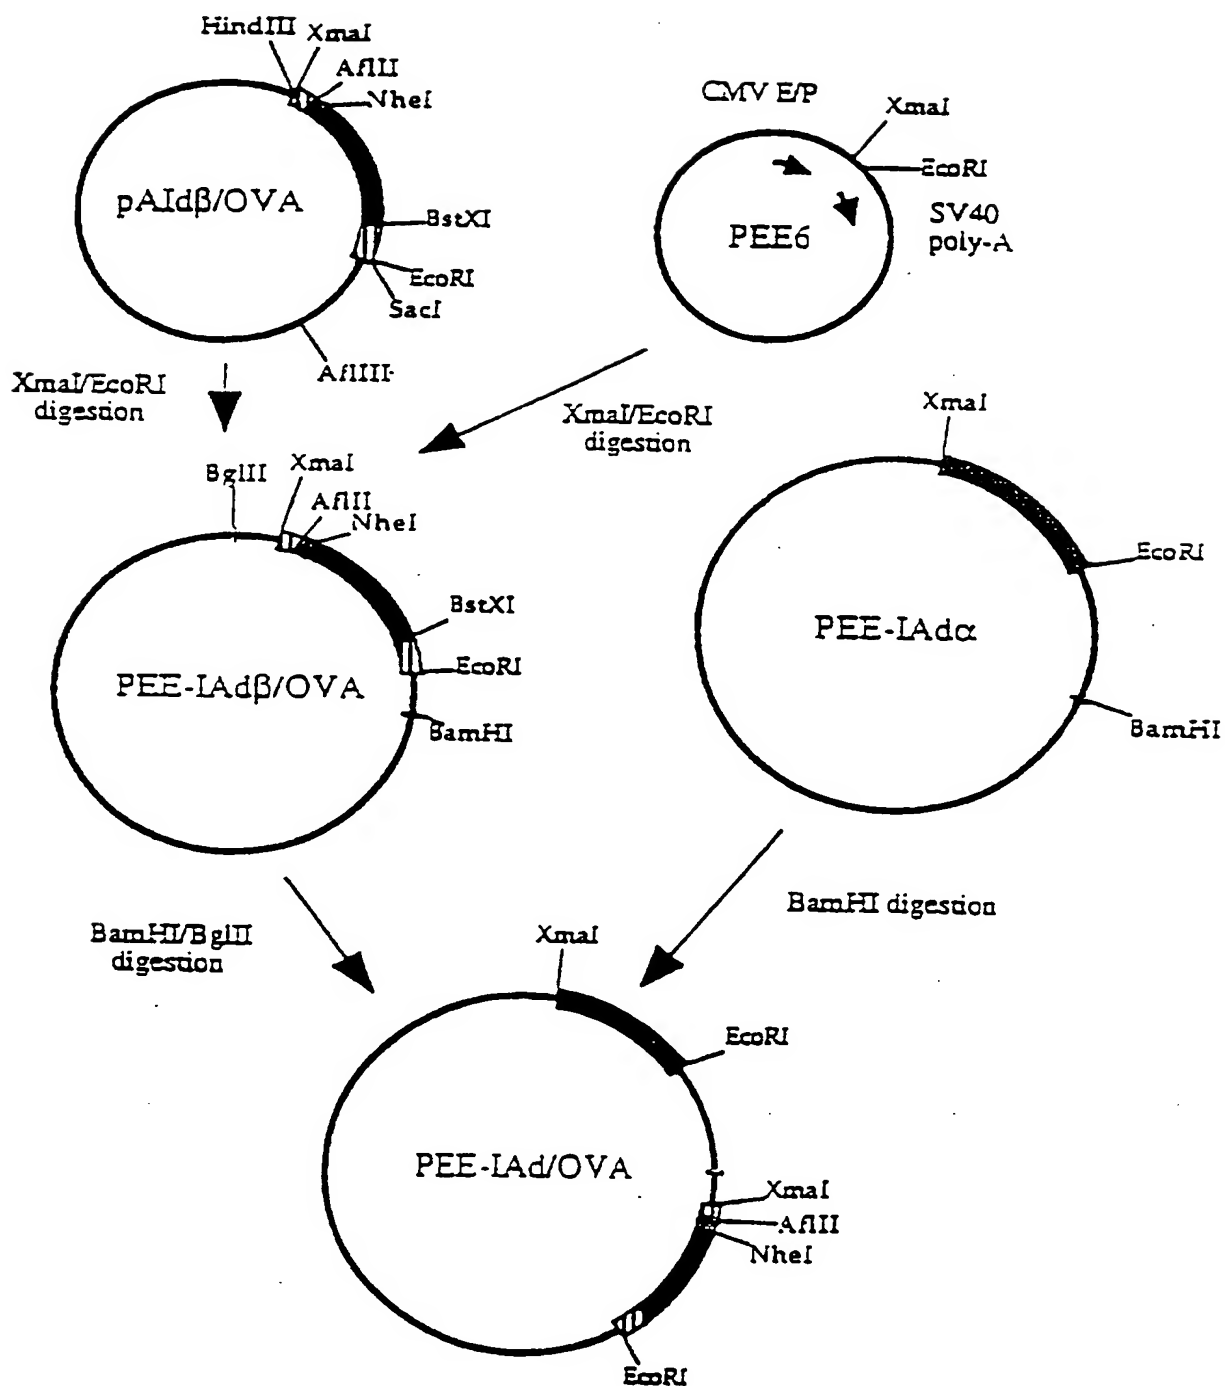 HindIII
XmaI
AflII
NheI
pAIdβ/OVA
BstXI
EcoRI
SacI
AflIII
CMV E/P
XmaI
EcoRI
SV40
poly-A
PEE6
XmaI/EcoRI
digestion
XmaI/EcoRI
digestion
BglII
XmaI
AflII
NheI
BstXI
EcoRI
PEE-IAdβ/OVA
BamHI
XmaI
EcoRI
PEE-IAdα
BamHI
BamHI/BglII
digestion
BamHI digestion
XmaI
EcoRI
PEE-IAd/OVA
XmaI
AflII
NheI
EcoRI